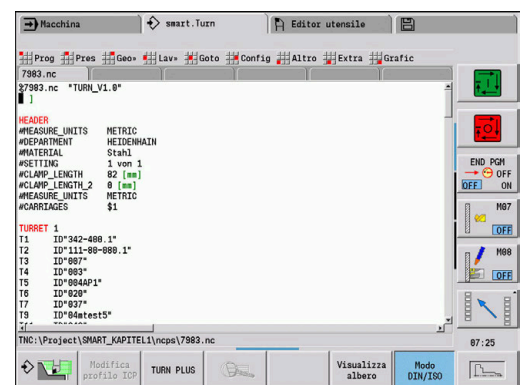 Macchina smart.Turn Editor utensile
Prog Pres Geo» Lav» Goto Config Altro Extra Grafic
7983.nc
%7983.nc "TURN_V1.0"
]
HEADER
#MEASURE_UNITS METRIC
#DEPARTMENT HEIDENHAIN
#MATERIAL Stahl
#SETTING 1 von 1
#CLAMP_LENGTH 82 [mm]
#CLAMP_LENGTH_2 0 [mm]
#MEASURE_UNITS METRIC
#CARRIAGES $1
TURRET 1
T1 ID"342-400.1"
T2 ID"111-80-080.1"
T3 ID"007"
T4 ID"003"
T5 ID"004AP1"
T6 ID"020"
T7 ID"037"
T9 ID"04mtest5"
TNC:\Project\SMART_KAPITEL1\ncps\7983.nc
END PGM
OFF
OFF ON
M07
OFF
M08
OFF
07:25
Modifica
profilo ICP
TURN PLUS
Visualizza
albero
Modo
DIN/ISO